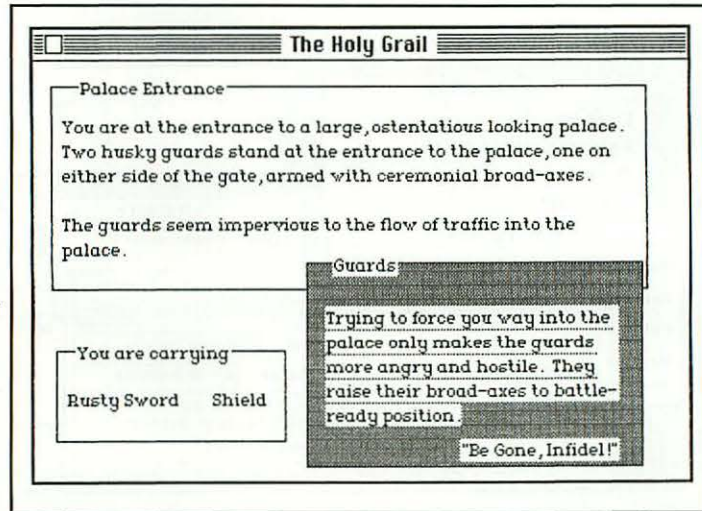 The Holy Grail
Palace Entrance
You are at the entrance to a large, ostentatious looking palace.
Two husky guards stand at the entrance to the palace, one on
either side of the gate, armed with ceremonial broad-axes.
The guards seem impervious to the flow of traffic into the
palace.
Guards
Trying to force you way into the
palace only makes the guards
more angry and hostile. They
raise their broad-axes to battle-
ready position.
"Be Gone, Infidel!"
You are carrying
Rusty Sword Shield